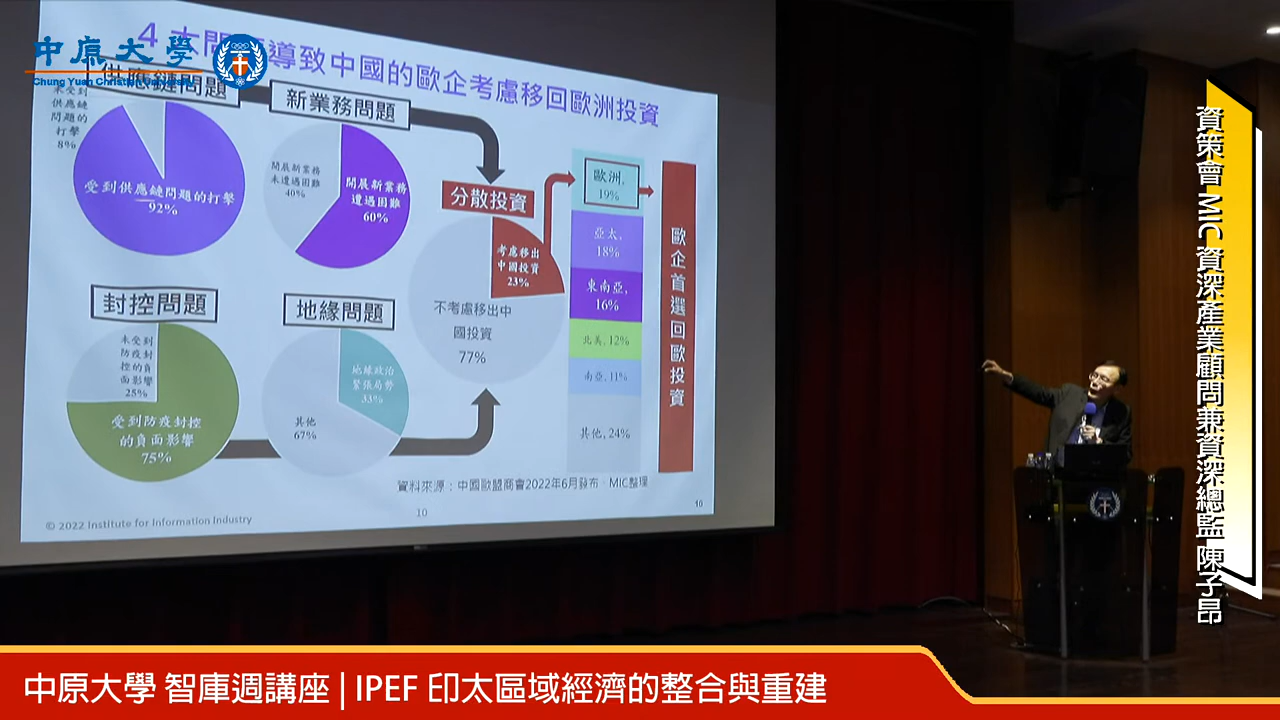 中原大學
Chung Yuan Christian University
4大問題導致中國的歐企考慮移回歐洲投資
供應鏈問題
未受到
供應鏈
問題的
打擊
8%
受到供應鏈問題的打擊
92%
新業務問題
開展新業務
未遭遇困難
40%
開展新業務
遭遇困難
60%
封控問題
未受到
防疫封
控的負
面影響
25%
受到防疫封控
的負面影響
75%
地緣問題
地緣政治
緊張局勢
33%
其他
67%
分散投資
考慮移出
中國投資
23%
不考慮移出中
國投資
77%
歐洲,
19%
亞太,
18%
東南亞,
16%
北美, 12%
南亞, 11%
其他, 24%
歐企首選回歐投資
資料來源：中國歐盟商會2022年6月發布，MIC整理
© 2022 Institute for Information Industry
10
16
資策會 MIC 資深產業顧問兼資深總監 陳子昂
中原大學 智庫週講座 | IPEF 印太區域經濟的整合與重建